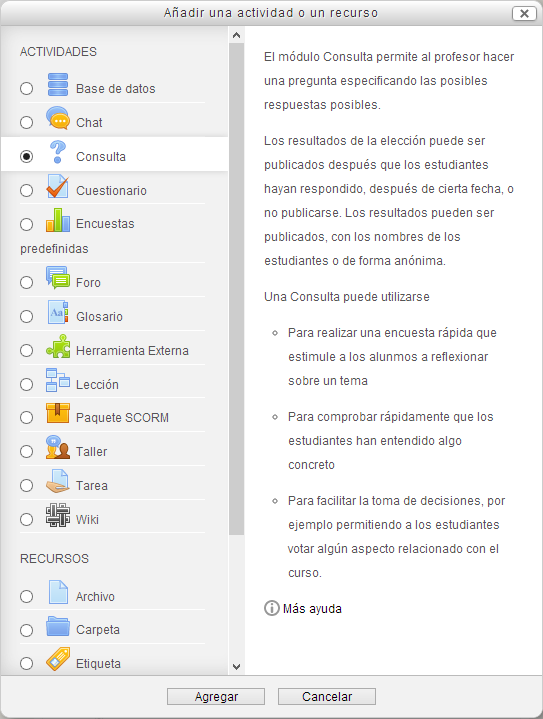 Añadir una actividad o un recurso
ACTIVIDADES
Base de datos
Chat
Consulta
Cuestionario
Encuestas
predefinidas
Foro
Glosario
Herramienta Externa
Lección
Paquete SCORM
Taller
Tarea
Wiki
RECURSOS
Archivo
Carpeta
Etiqueta
El módulo Consulta permite al profesor hacer
una pregunta especificando las posibles
respuestas posibles.
Los resultados de la elección puede ser
publicados después que los estudiantes
hayan respondido, después de cierta fecha, o
no publicarse. Los resultados pueden ser
publicados, con los nombres de los
estudiantes o de forma anónima.
Una Consulta puede utilizarse
Para realizar una encuesta rápida que
estimule a los alunmos a reflexionar
sobre un tema
Para comprobar rápidamente que los
estudiantes han entendido algo
concreto
Para facilitar la toma de decisiones, por
ejemplo permitiendo a los estudiantes
votar algún aspecto relacionado con el
curso.
Más ayuda
Agregar
Cancelar